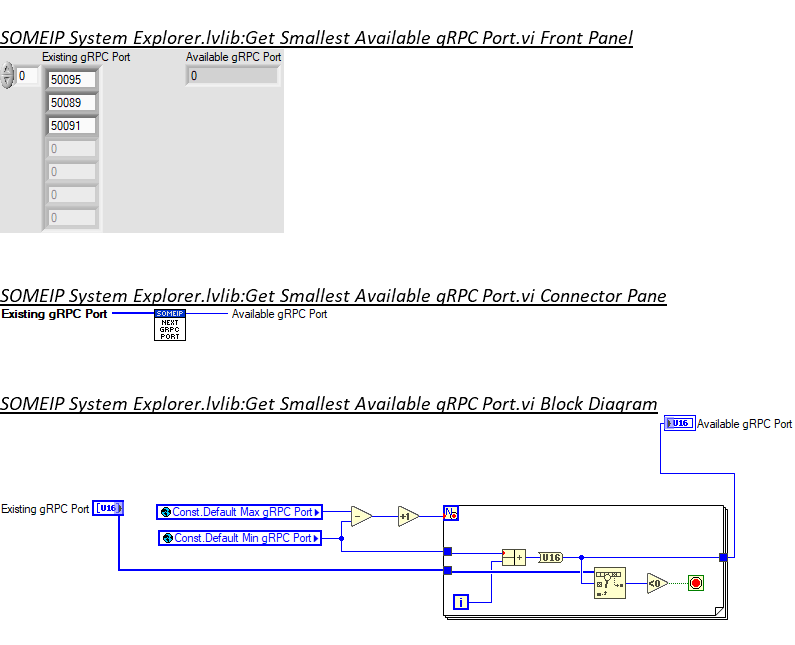 SOMEIP System Explorer.lvlib:Get Smallest Available gRPC Port.vi Front Panel
Existing gRPC Port Available gRPC Port
0 50095 0
50089
50091
0
0
0
0
SOMEIP System Explorer.lvlib:Get Smallest Available gRPC Port.vi Connector Pane
Existing gRPC Port Available gRPC Port
SOMEIP
NEXT
GRPC
PORT
SOMEIP System Explorer.lvlib:Get Smallest Available gRPC Port.vi Block Diagram
U16 Available gRPC Port
Existing gRPC Port [U16]
Const.Default Max gRPC Port
- +1 N
Const.Default Min gRPC Port
+ U16
<0
i